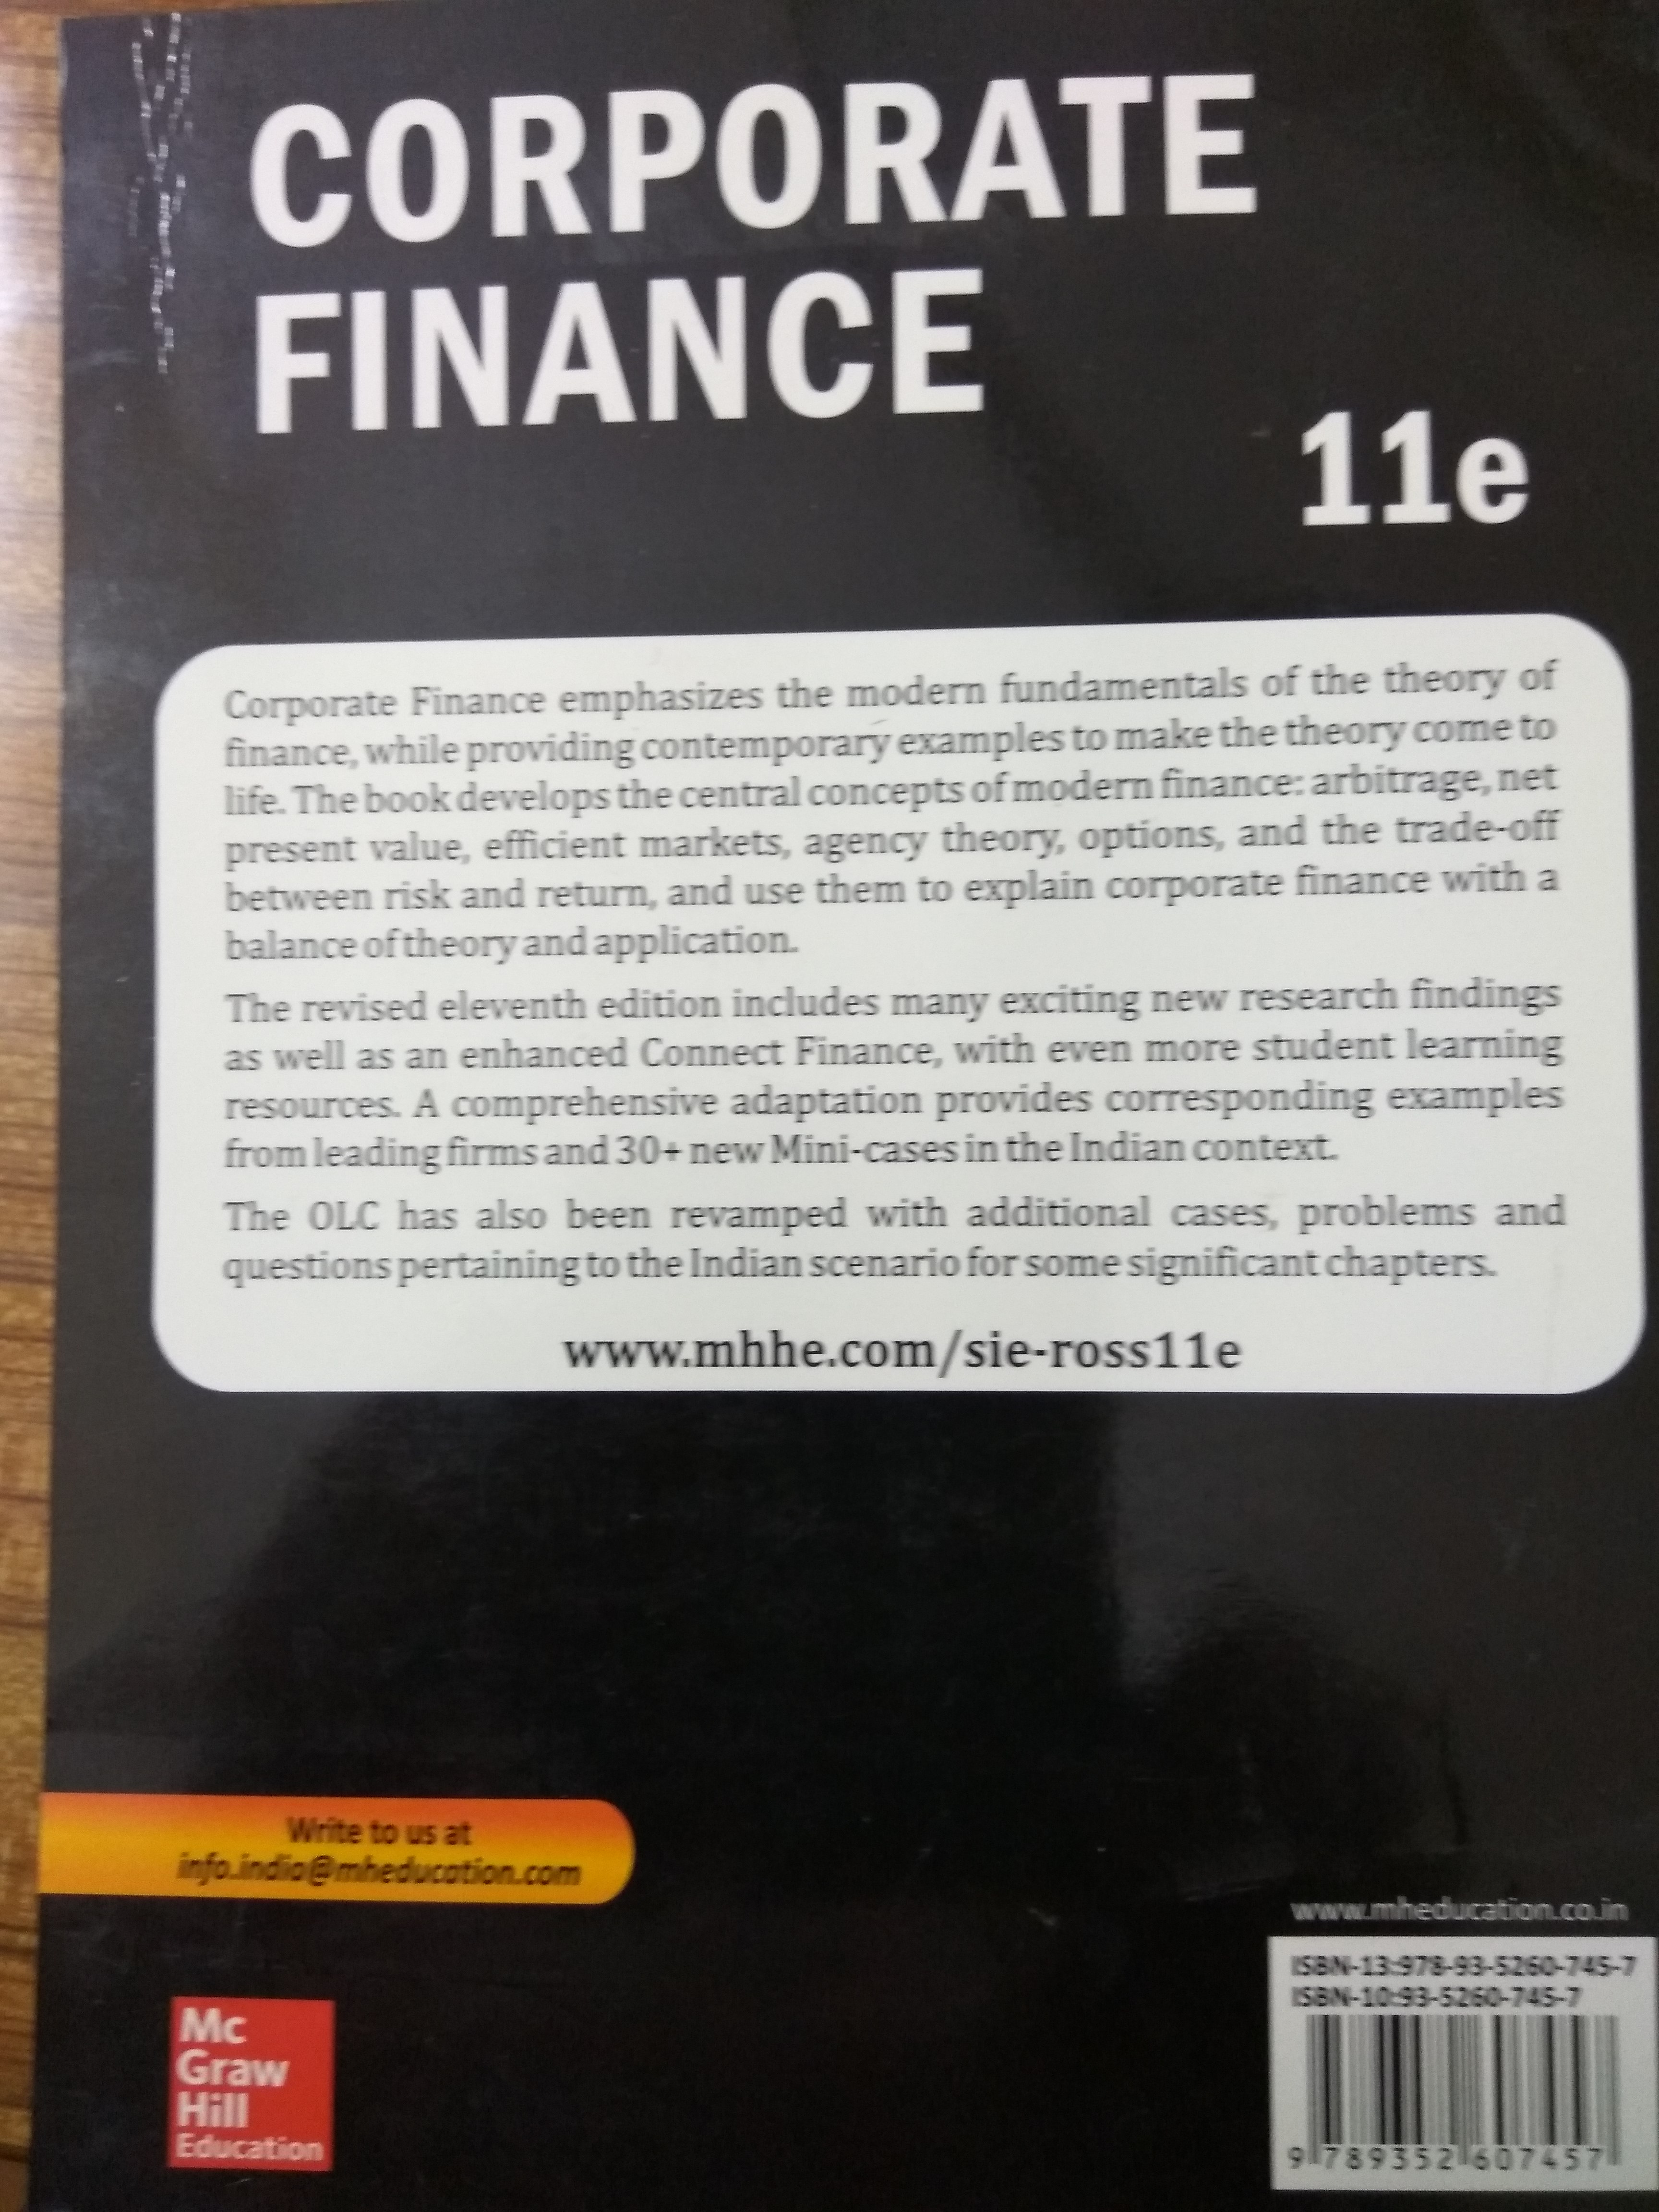 CORPORATE
FINANCE
11e
Corporate Finance emphasizes the modern fundamentals of the theory of
finance, while providing contemporary examples to make the theory come to
life. The book develops the central concepts of modern finance: arbitrage, net
present value, efficient markets, agency theory, options, and the trade-off
between risk and return, and use them to explain corporate finance with a
balance of theory and application.
The revised eleventh edition includes many exciting new research findings
as well as an enhanced Connect Finance, with even more student learning
resources. A comprehensive adaptation provides corresponding examples
from leading firms and 30+ new Mini-cases in the Indian context.
The OLC has also been revamped with additional cases, problems and
questions pertaining to the Indian scenario for some significant chapters.
www.mhhe.com/sie-ross11e
Write to us at
info.india@mheducation.com
www.mheducation.co.in
ISBN-13:978-93-5260-745-7
ISBN-10:93-5260-745-7
9 789352 607457
Mc
Graw
Hill
Education